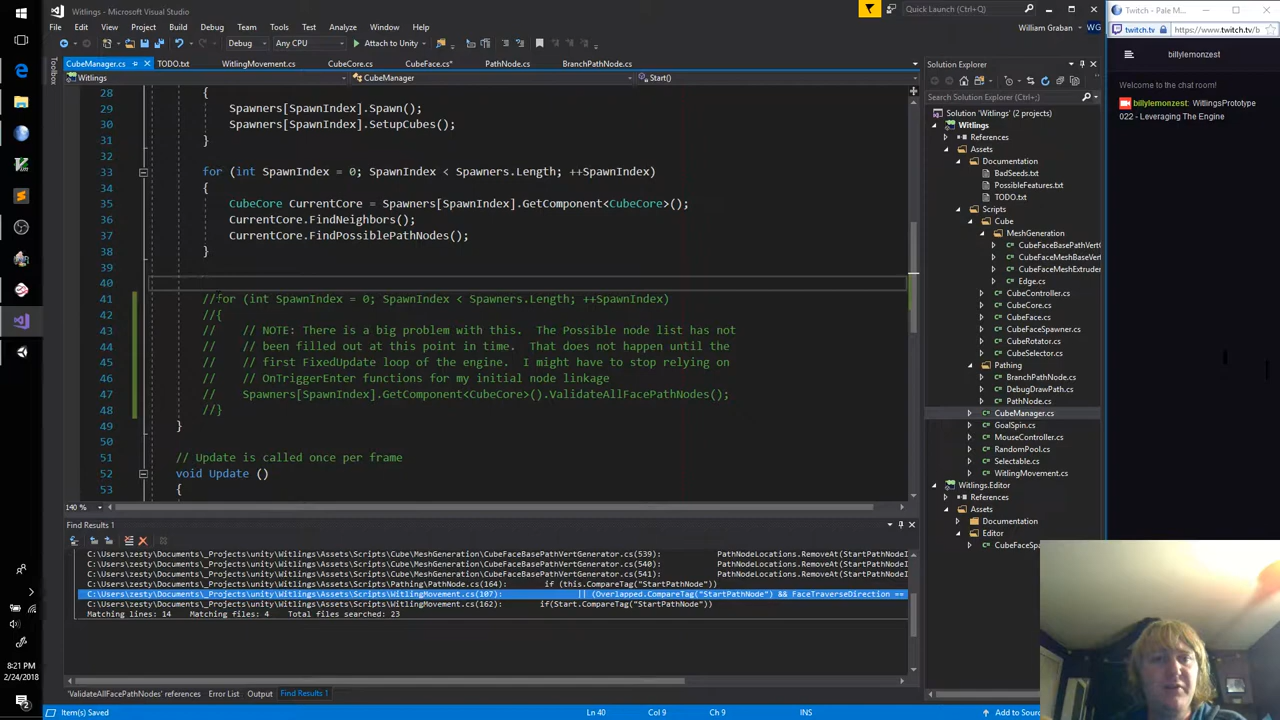 Witlings - Microsoft Visual Studio
Quick Launch (Ctrl+Q)
File Edit View Project Build Debug Team Tools Test Analyze Window Help
William Graban WG
Debug Any CPU Attach to Unity
CubeManager.cs TODO.txt WitlingMovement.cs CubeCore.cs CubeFace.cs* PathNode.cs BranchPathNode.cs
Witlings CubeManager Start()
Toolbox
28 {
29 Spawners[SpawnIndex].Spawn();
30 Spawners[SpawnIndex].SetupCubes();
31 }
32
33 for (int SpawnIndex = 0; SpawnIndex < Spawners.Length; ++SpawnIndex)
34 {
35 CubeCore CurrentCore = Spawners[SpawnIndex].GetComponent<CubeCore>();
36 CurrentCore.FindNeighbors();
37 CurrentCore.FindPossiblePathNodes();
38 }
39
40
41 //for (int SpawnIndex = 0; SpawnIndex < Spawners.Length; ++SpawnIndex)
42 //{
43 // // NOTE: There is a big problem with this. The Possible node list has not
44 // // been filled out at this point in time. That does not happen until the
45 // // first FixedUpdate loop of the engine. I might have to stop relying on
46 // // OnTriggerEnter functions for my initial node linkage
47 // Spawners[SpawnIndex].GetComponent<CubeCore>().ValidateAllFacePathNodes();
48 //}
49 }
50
51 // Update is called once per frame
52 void Update ()
53 {
140 %
Find Results 1
C:\Users\zesty\Documents\_Projects\unity\Witlings\Assets\Scripts\Cube\MeshGeneration\CubeFaceBasePathVertGenerator.cs(539): PathNodeLocations.RemoveAt(StartPathNodeI
C:\Users\zesty\Documents\_Projects\unity\Witlings\Assets\Scripts\Cube\MeshGeneration\CubeFaceBasePathVertGenerator.cs(540): PathNodeLocations.RemoveAt(StartPathNodeI
C:\Users\zesty\Documents\_Projects\unity\Witlings\Assets\Scripts\Cube\MeshGeneration\CubeFaceBasePathVertGenerator.cs(541): PathNodeLocations.RemoveAt(StartPathNodeI
C:\Users\zesty\Documents\_Projects\unity\Witlings\Assets\Scripts\Pathing\PathNode.cs(164): if (this.CompareTag("StartPathNode"))
C:\Users\zesty\Documents\_Projects\unity\Witlings\Assets\Scripts\WitlingMovement.cs(107): || (Overlapped.CompareTag("StartPathNode") && FaceTraverseDirection ==
C:\Users\zesty\Documents\_Projects\unity\Witlings\Assets\Scripts\WitlingMovement.cs(162): if(Start.CompareTag("StartPathNode"))
Matching lines: 14 Matching files: 4 Total files searched: 23
'ValidateAllFacePathNodes' references Error List Output Find Results 1
Item(s) Saved Ln 40 Col 9 Ch 9 INS Add to Sourc
Solution Explorer
Search Solution Explorer (Ctrl+;)
Solution 'Witlings' (2 projects)
Witlings
References
Assets
Documentation
BadSeeds.txt
PossibleFeatures.txt
TODO.txt
Scripts
Cube
MeshGeneration
CubeFaceBasePathVertG
CubeFaceMeshBaseVert
CubeFaceMeshExtruder
Edge.cs
CubeController.cs
CubeCore.cs
CubeFace.cs
CubeFaceSpawner.cs
CubeRotator.cs
CubeSelector.cs
Pathing
BranchPathNode.cs
DebugDrawPath.cs
PathNode.cs
CubeManager.cs
GoalSpin.cs
MouseController.cs
RandomPool.cs
Selectable.cs
WitlingMovement.cs
Witlings.Editor
References
Assets
Documentation
Editor
CubeFaceSpa
Twitch - Pale M...
twitch.tv https://www.twitch.tv/b
billylemonzest
Welcome to the chat room!
billylemonzest: WitlingsPrototype
022 - Leveraging The Engine
8:21 PM
Saturday
2/24/2018
2